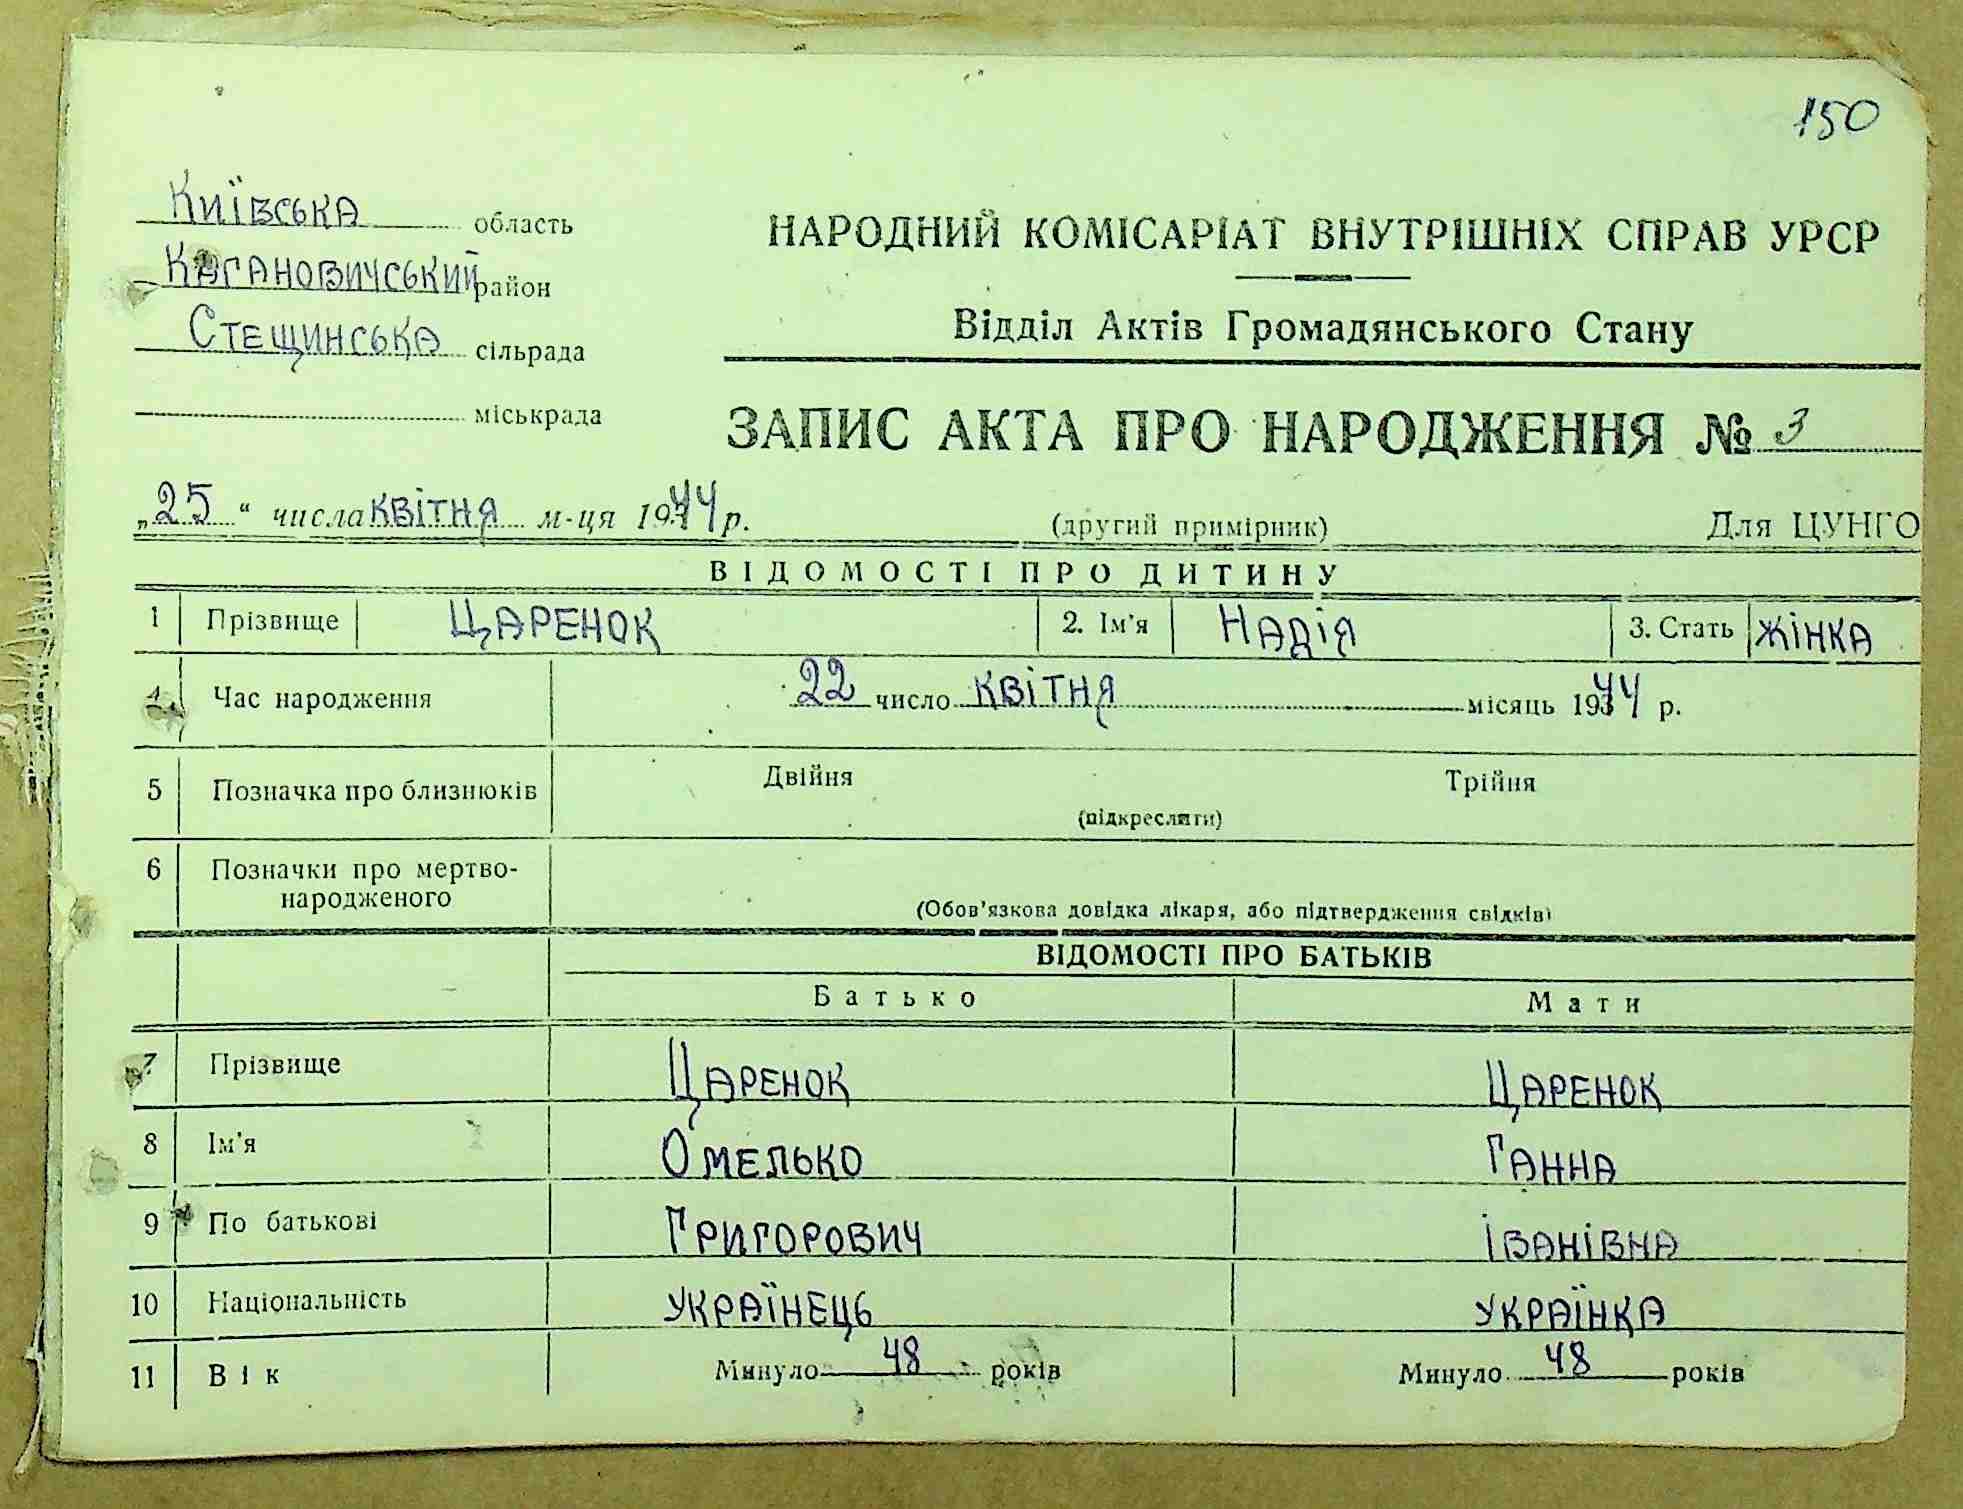 150
Київська область
Кагановичський район
Стещинська сільрада
міськрада
НАРОДНИЙ КОМІСАРІАТ ВНУТРІШНІХ СПРАВ УРСР
Відділ Актів Громадянського Стану
ЗАПИС АКТА ПРО НАРОДЖЕННЯ № 3
„25“ числа квітня м-ця 1944 р. (другий примірник) Для ЦУНГО
ВІДОМОСТІ ПРО ДИТИНУ
1 Прізвище Царенок 2. Ім'я Надія 3. Стать жінка
4 Час народження 22 число квітня місяць 1944 р.
5 Позначка про близнюків Двійня Трійня
(підкреслити)
6 Позначки про мертво-
народженого
(Обов'язкова довідка лікаря, або підтвердження свідків)
ВІДОМОСТІ ПРО БАТЬКІВ
Батько Мати
7 Прізвище Царенок Царенок
8 Ім'я Омелько Ганна
9 По батькові Григорович Іванівна
10 Національність українець українка
11 Вік Минуло 48 років Минуло 48 років